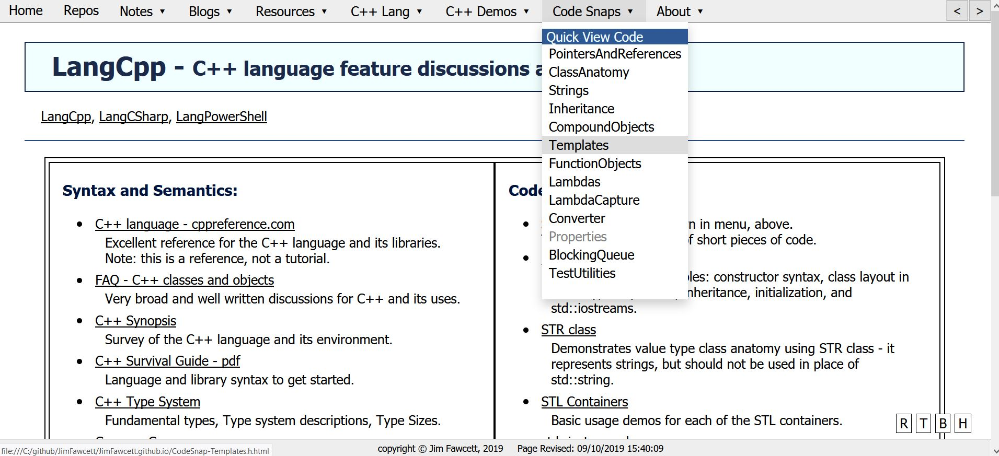 Home Repos Notes ▼ Blogs ▼ Resources ▼ C++ Lang ▼ C++ Demos ▼ Code Snaps ▼ About ▼ < >
Quick View Code
PointersAndReferences
ClassAnatomy
Strings
Inheritance
CompoundObjects
Templates
FunctionObjects
Lambdas
LambdaCapture
Converter
Properties
BlockingQueue
TestUtilities
LangCpp - C++ language feature discussions
LangCpp, LangCSharp, LangPowerShell
Syntax and Semantics:
• C++ language - cppreference.com
Excellent reference for the C++ language and its libraries.
Note: this is a reference, not a tutorial.
• FAQ - C++ classes and objects
Very broad and well written discussions for C++ and its uses.
• C++ Synopsis
Survey of the C++ language and its environment.
• C++ Survival Guide - pdf
Language and library syntax to get started.
• C++ Type System
Fundamental types, Type system descriptions, Type Sizes.
Code
in menu, above.
of short pieces of code.
constructor syntax, class layout in
inheritance, initialization, and
std::iostreams.
• STR class
Demonstrates value type class anatomy using STR class - it
represents strings, but should not be used in place of
std::string.
• STL Containers
Basic usage demos for each of the STL containers.
R T B H
file:///C:/github/JimFawcett/JimFawcett.github.io/CodeSnap-Templates.h.html
copyright © Jim Fawcett, 2019 Page Revised: 09/10/2019 15:40:09